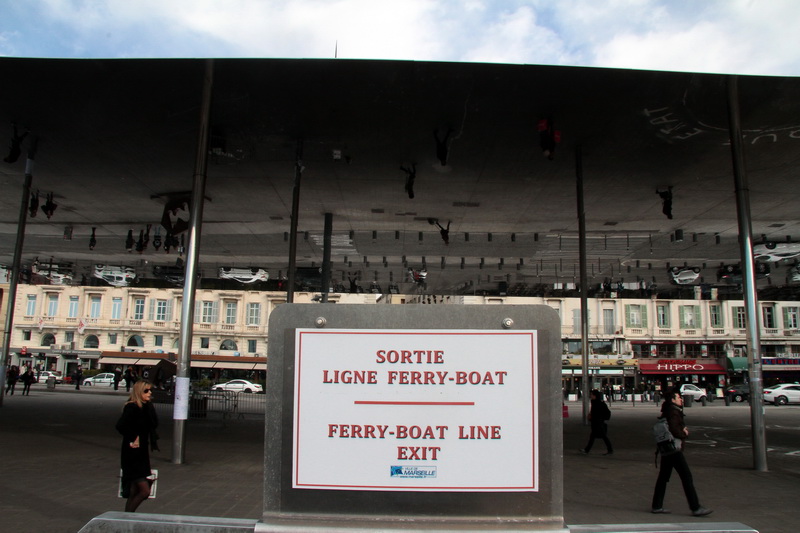 SORTIE
LIGNE FERRY-BOAT
FERRY-BOAT LINE
EXIT
MARSEILLE
HIPPO